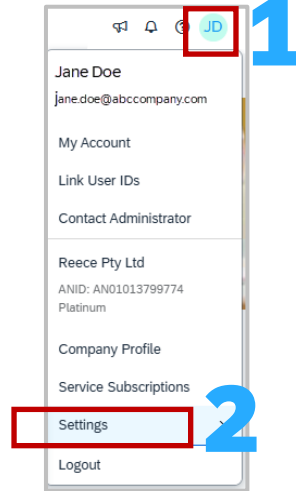 JD
1
Jane Doe
jane.doe@abccompany.com
My Account
Link User IDs
Contact Administrator
Reece Pty Ltd
ANID: AN01013799774
Platinum
Company Profile
Service Subscriptions
Settings
2
Logout